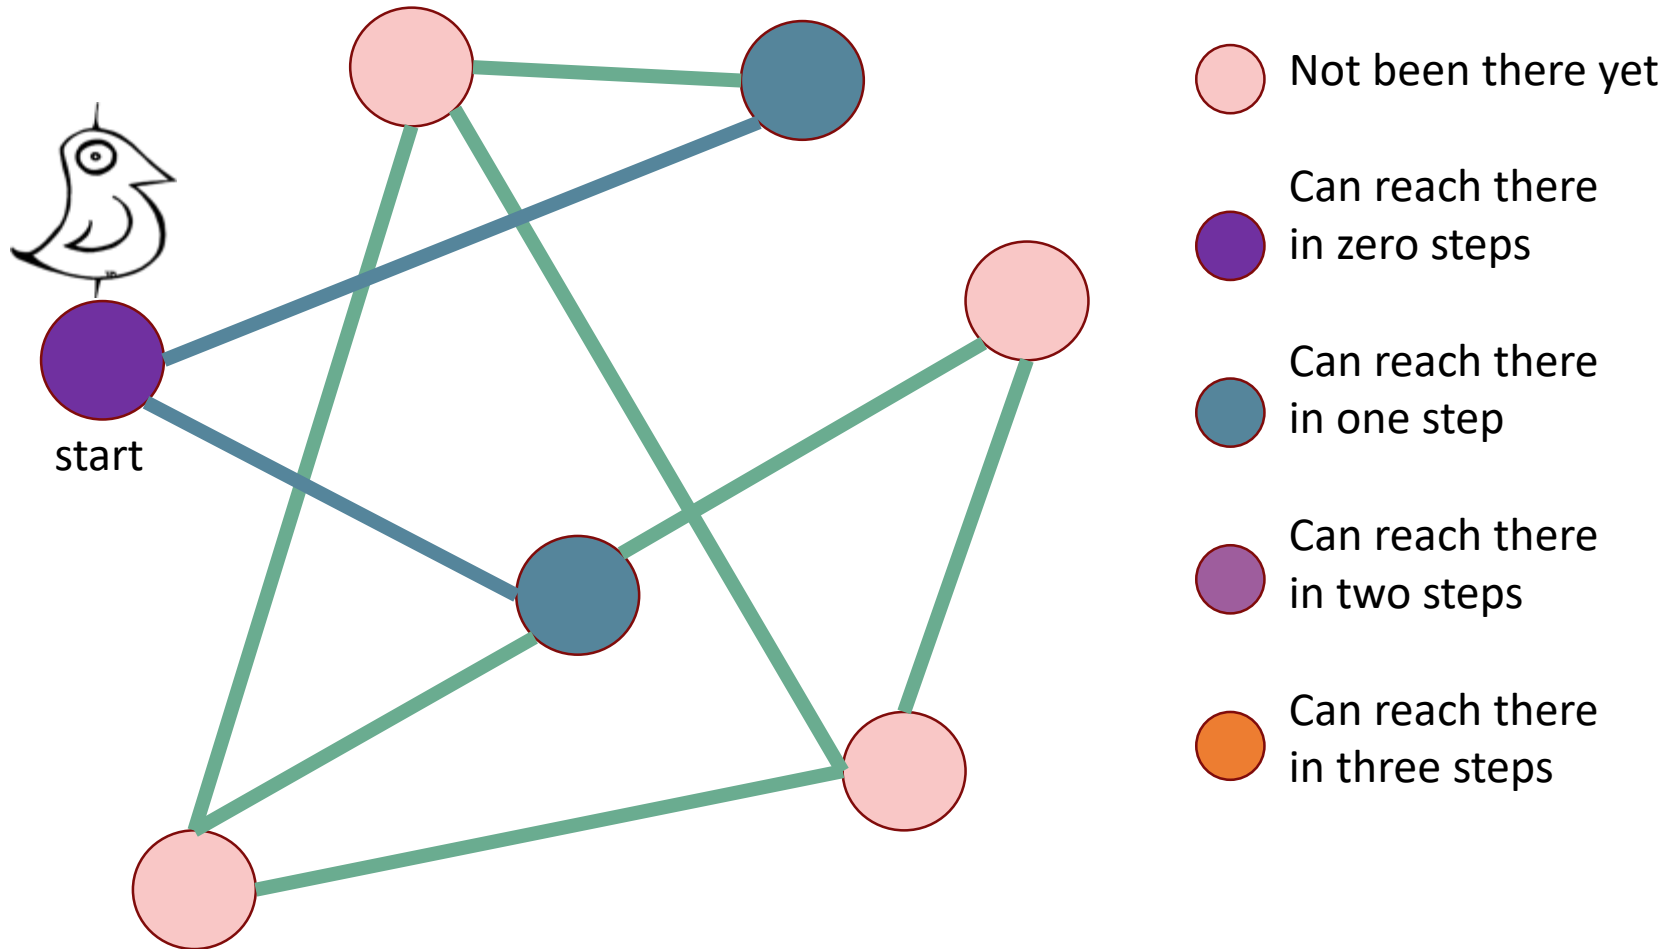 Not been there yet
Can reach there
in zero steps
start
Can reach there
in one step
Can reach there
in two steps
Can reach there
in three steps